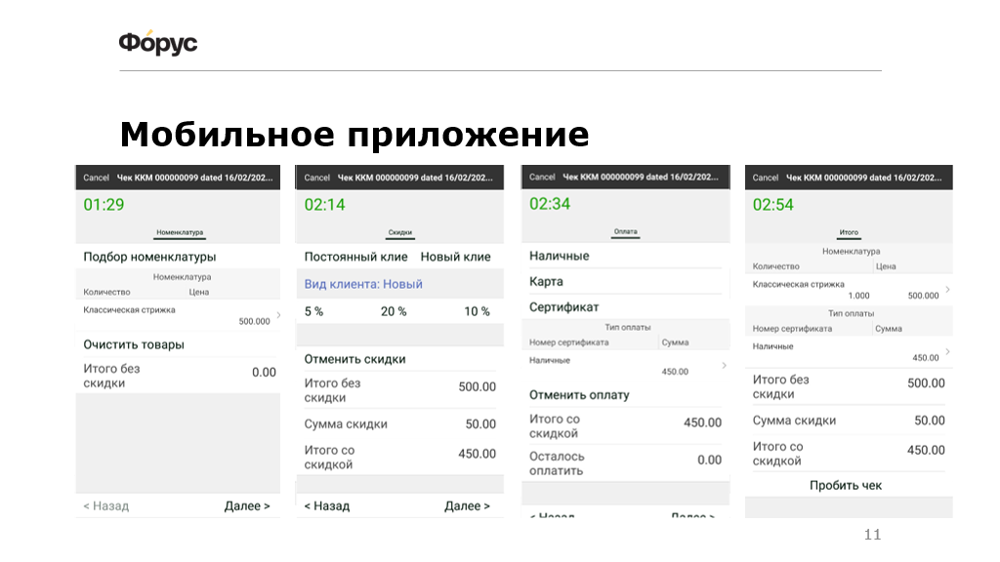 Форус
Мобильное приложение
Cancel Чек ККМ 000000099 dated 16/02/202...
01:29
Номенклатура
Подбор номенклатуры
Номенклатура
Количество Цена
Классическая стрижка
500.000
Очистить товары
Итого без 0.00
скидки
< Назад Далее >
Cancel Чек ККМ 000000099 dated 16/02/202...
02:14
Скидки
Постоянный клие Новый клие
Вид клиента: Новый
5 % 20 % 10 %
Отменить скидки
Итого без 500.00
скидки
Сумма скидки 50.00
Итого со 450.00
скидкой
< Назад Далее >
Cancel Чек ККМ 000000099 dated 16/02/202...
02:34
Оплата
Наличные
Карта
Сертификат
Тип оплаты
Номер сертификата Сумма
Наличные
450.00
Отменить оплату
Итого со 450.00
скидкой
Осталось 0.00
оплатить
< Назад Далее >
Cancel Чек ККМ 000000099 dated 16/02/202...
02:54
Итого
Номенклатура
Количество Цена
Классическая стрижка
1.000 500.000
Тип оплаты
Номер сертификата Сумма
Наличные
450.00
Итого без 500.00
скидки
Сумма скидки 50.00
Итого со 450.00
скидкой
Пробить чек
11